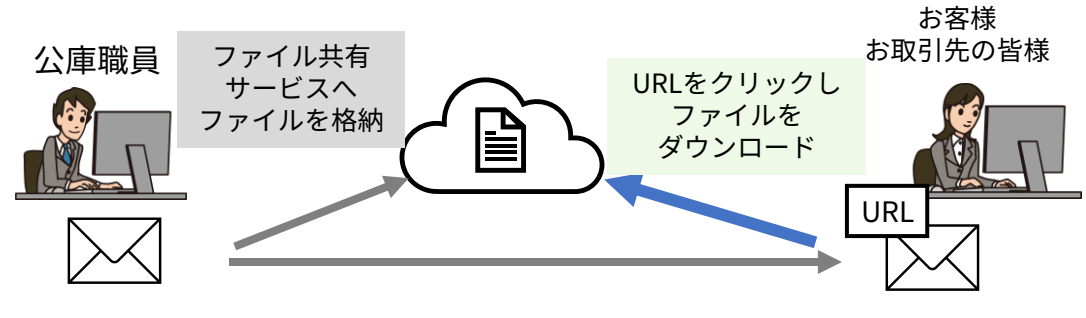 公庫職員
ファイル共有
サービスへ
ファイルを格納
URLをクリックし
ファイルを
ダウンロード
お客様
お取引先の皆様
URL